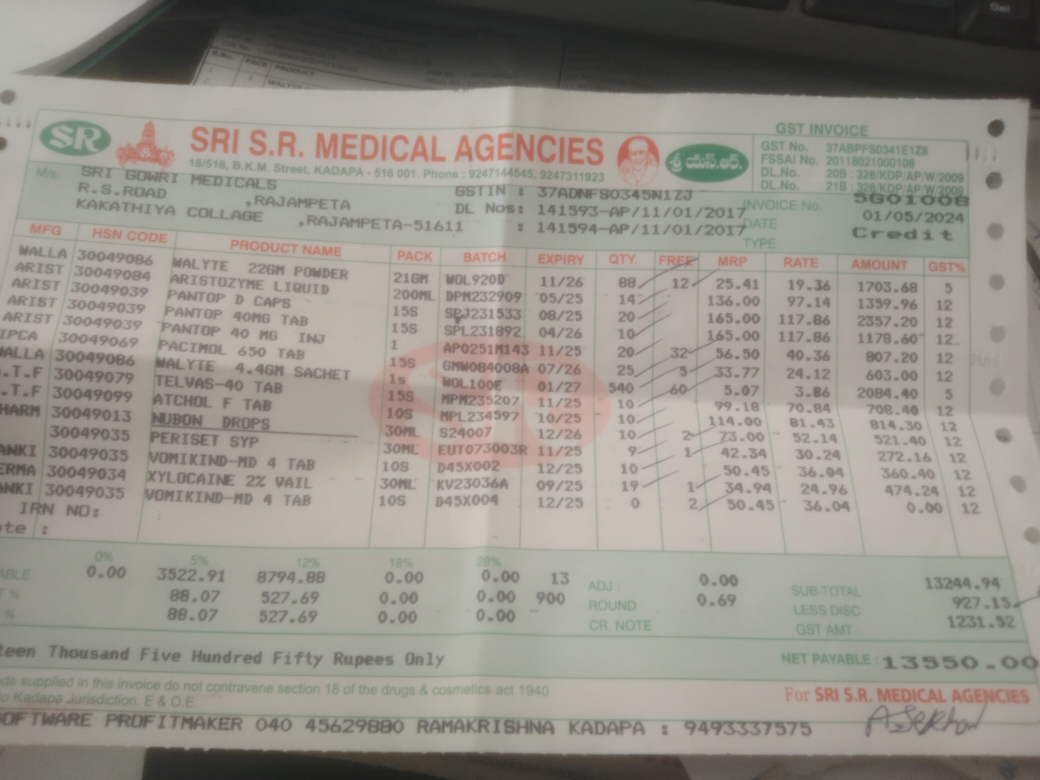 SR
SRI S.R. MEDICAL AGENCIES
18/518, B.K.M. Street, KADAPA - 516 001. Phone : 9247144545, 9247311923
శ్రీ యస్.ఆర్.
GST INVOICE
GST No. 37ABPFS0341E1Z8
FSSAI No. 20118021000108
DL.No. 20B : 328/KDP/AP/W/2009
DL.No. 21B : 328/KDP/AP/W/2009
M/s. SRI GOWRI MEDICALS GSTIN : 37ADNFS0345N1ZJ INVOICE No. SG01008
R.S.ROAD ,RAJAMPETA DL Nos: 141593-AP/11/01/2017 DATE 01/05/2024
KAKATHIYA COLLAGE ,RAJAMPETA-51611 : 141594-AP/11/01/2017 TYPE Credit
MFG HSN CODE PRODUCT NAME PACK BATCH EXPIRY QTY. FREE MRP RATE AMOUNT GST%
WALLA 30049086 WALYTE 22GM POWDER 21GM WOL920D 11/26 88 12 25.41 19.36 1703.68 5
ARIST 30049084 ARISTOZYME LIQUID 200ML DPM232909 05/25 14 136.00 97.14 1359.96 12
ARIST 30049039 PANTOP D CAPS 15S SPJ231533 08/25 20 165.00 117.86 2357.20 12
ARIST 30049039 PANTOP 40MG TAB 15S SPL231892 04/26 10 165.00 117.86 1178.60 12
ARIST 30049039 PANTOP 40 MG INJ 1 AP0251M143 11/25 20 32 56.50 40.36 807.20 12
IPCA 30049069 PACIMOL 650 TAB 15S GMW084008A 07/26 25 5 33.77 24.12 603.00 12
WALLA 30049086 WALYTE 4.4GM SACHET 1s WOL100E 01/27 540 60 5.07 3.86 2084.40 5
.T.F 30049079 TELVAS-40 TAB 15S MPM235207 11/25 10 99.18 70.84 708.40 12
.T.F 30049099 ATCHOL F TAB 10S MPL234597 10/25 10 114.00 81.43 814.30 12
HARM 30049013 NUBON DROPS 30ML S24007 12/26 10 2 73.00 52.14 521.40 12
30049035 PERISET SYP 30ML EUT073003R 11/25 9 1 42.34 30.24 272.16 12
ANKI 30049035 VOMIKIND-MD 4 TAB 10S D45X002 12/25 10 50.45 36.04 360.40 12
ERMA 30049034 XYLOCAINE 2% VAIL 30ML KV23036A 09/25 19 1 34.94 24.96 474.24 12
ANKI 30049035 VOMIKIND-MD 4 TAB 10S D45X004 12/25 0 2 50.45 36.04 0.00 12
IRN NO:
ote :
0% 5% 12% 18% 28%
ABLE 0.00 3522.91 8794.88 0.00 0.00 13 ADJ : 0.00 SUB-TOTAL 13244.94
T % 88.07 527.69 0.00 0.00 900 ROUND 0.69 LESS DISC 927.15
% 88.07 527.69 0.00 0.00 CR. NOTE GST AMT 1231.52
teen Thousand Five Hundred Fifty Rupees Only NET PAYABLE : 13550.00
ds supplied in this invoice do not contravene section 18 of the drugs & cosmetics act 1940
to Kadapa Jurisdiction. E & O.E.
For SRI S.R. MEDICAL AGENCIES
SOFTWARE PROFITMAKER 040 45629880 RAMAKRISHNA KADAPA : 9493337575